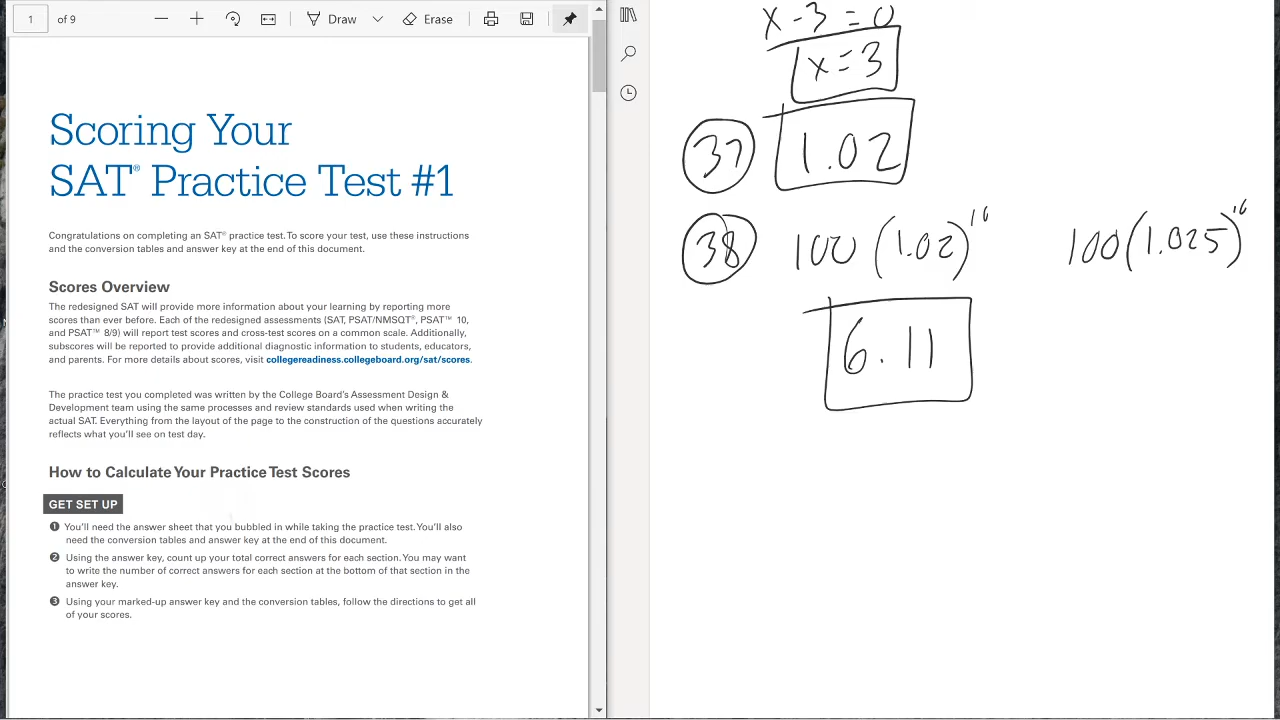 1 of 9 Draw Erase
Scoring Your
SAT® Practice Test #1
Congratulations on completing an SAT® practice test. To score your test, use these instructions
and the conversion tables and answer key at the end of this document.
Scores Overview
The redesigned SAT will provide more information about your learning by reporting more
scores than ever before. Each of the redesigned assessments (SAT, PSAT/NMSQT®, PSAT™ 10,
and PSAT™ 8/9) will report test scores and cross-test scores on a common scale. Additionally,
subscores will be reported to provide additional diagnostic information to students, educators,
and parents. For more details about scores, visit collegereadiness.collegeboard.org/sat/scores.
The practice test you completed was written by the College Board's Assessment Design &
Development team using the same processes and review standards used when writing the
actual SAT. Everything from the layout of the page to the construction of the questions accurately
reflects what you'll see on test day.
How to Calculate Your Practice Test Scores
GET SET UP
1 You'll need the answer sheet that you bubbled in while taking the practice test. You'll also
need the conversion tables and answer key at the end of this document.
2 Using the answer key, count up your total correct answers for each section. You may want
to write the number of correct answers for each section at the bottom of that section in the
answer key.
3 Using your marked-up answer key and the conversion tables, follow the directions to get all
of your scores.
x - 3 = 0
x = 3
37 1.02
38 100(1.02)^16 100(1.025)^16
6.11